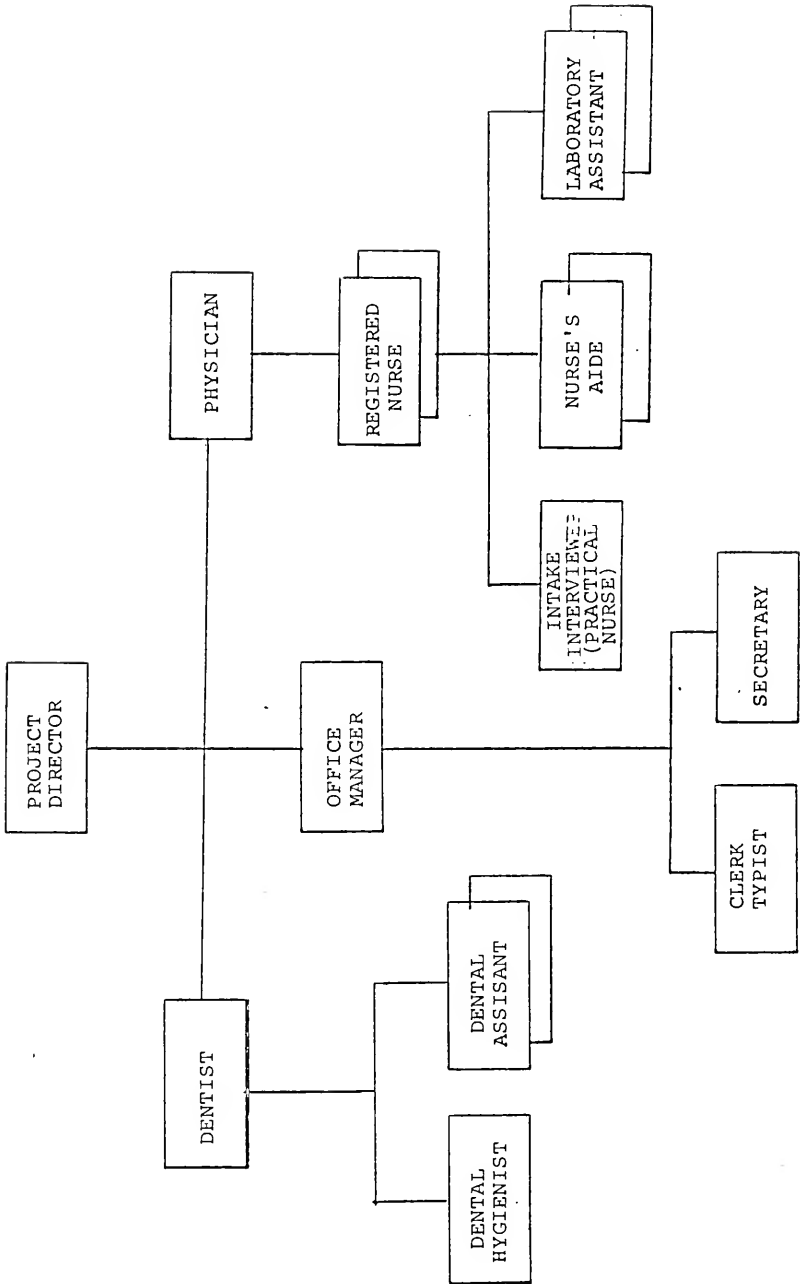 PROJECT
DIRECTOR
DENTIST
OFFICE
MANAGER
PHYSICIAN
DENTAL
HYGIENIST
DENTAL
ASSISANT
REGISTERED
NURSE
CLERK
TYPIST
SECRETARY
INTAKE
INTERVIEWER
(PRACTICAL
NURSE)
NURSE'S
AIDE
LABORATORY
ASSISTANT